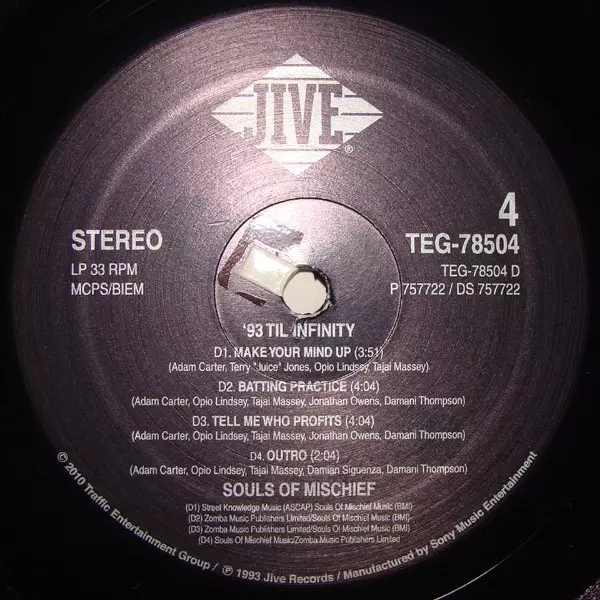 JIVE
®
4
STEREO
TEG-78504
LP 33 RPM
TEG-78504 D
MCPS/BIEM
P 757722 / DS 757722
'93 TIL INFINITY
D1. MAKE YOUR MIND UP (3:51)
(Adam Carter, Terry "Juice" Jones, Opio Lindsey, Tajai Massey)
D2. BATTING PRACTICE (4:04)
(Adam Carter, Opio Lindsey, Tajai Massey, Jonathan Owens, Damani Thompson)
D3. TELL ME WHO PROFITS (4:04)
(Adam Carter, Opio Lindsey, Tajai Massey, Jonathan Owens, Damani Thompson)
D4. OUTRO (2:04)
(Adam Carter, Opio Lindsey, Tajai Massey, Damian Siguenza, Damani Thompson)
SOULS OF MISCHIEF
(D1) Street Knowledge Music (ASCAP) Souls Of Mischief Music (BMI)
(D2) Zomba Music Publishers Limited/Souls Of Mischief Music (BMI)
(D3) Zomba Music Publishers Limited/Souls Of Mischief Music (BMI)
(D4) Souls Of Mischief Music/Zomba Music Publishers Limited
© 2010 Traffic Entertainment Group / ℗ 1993 Jive Records / Manufactured by Sony Music Entertainment